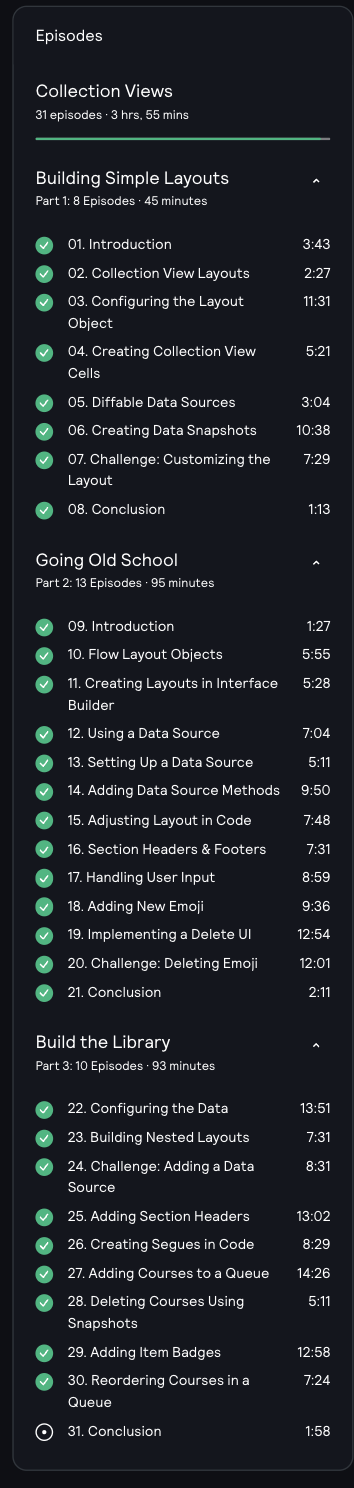 Episodes
Collection Views
31 episodes · 3 hrs, 55 mins
Building Simple Layouts
Part 1: 8 Episodes · 45 minutes
01. Introduction 3:43
02. Collection View Layouts 2:27
03. Configuring the Layout 11:31
Object
04. Creating Collection View 5:21
Cells
05. Diffable Data Sources 3:04
06. Creating Data Snapshots 10:38
07. Challenge: Customizing the 7:29
Layout
08. Conclusion 1:13
Going Old School
Part 2: 13 Episodes · 95 minutes
09. Introduction 1:27
10. Flow Layout Objects 5:55
11. Creating Layouts in Interface 5:28
Builder
12. Using a Data Source 7:04
13. Setting Up a Data Source 5:11
14. Adding Data Source Methods 9:50
15. Adjusting Layout in Code 7:48
16. Section Headers & Footers 7:31
17. Handling User Input 8:59
18. Adding New Emoji 9:36
19. Implementing a Delete UI 12:54
20. Challenge: Deleting Emoji 12:01
21. Conclusion 2:11
Build the Library
Part 3: 10 Episodes · 93 minutes
22. Configuring the Data 13:51
23. Building Nested Layouts 7:31
24. Challenge: Adding a Data 8:31
Source
25. Adding Section Headers 13:02
26. Creating Segues in Code 8:29
27. Adding Courses to a Queue 14:26
28. Deleting Courses Using 5:11
Snapshots
29. Adding Item Badges 12:58
30. Reordering Courses in a 7:24
Queue
31. Conclusion 1:58